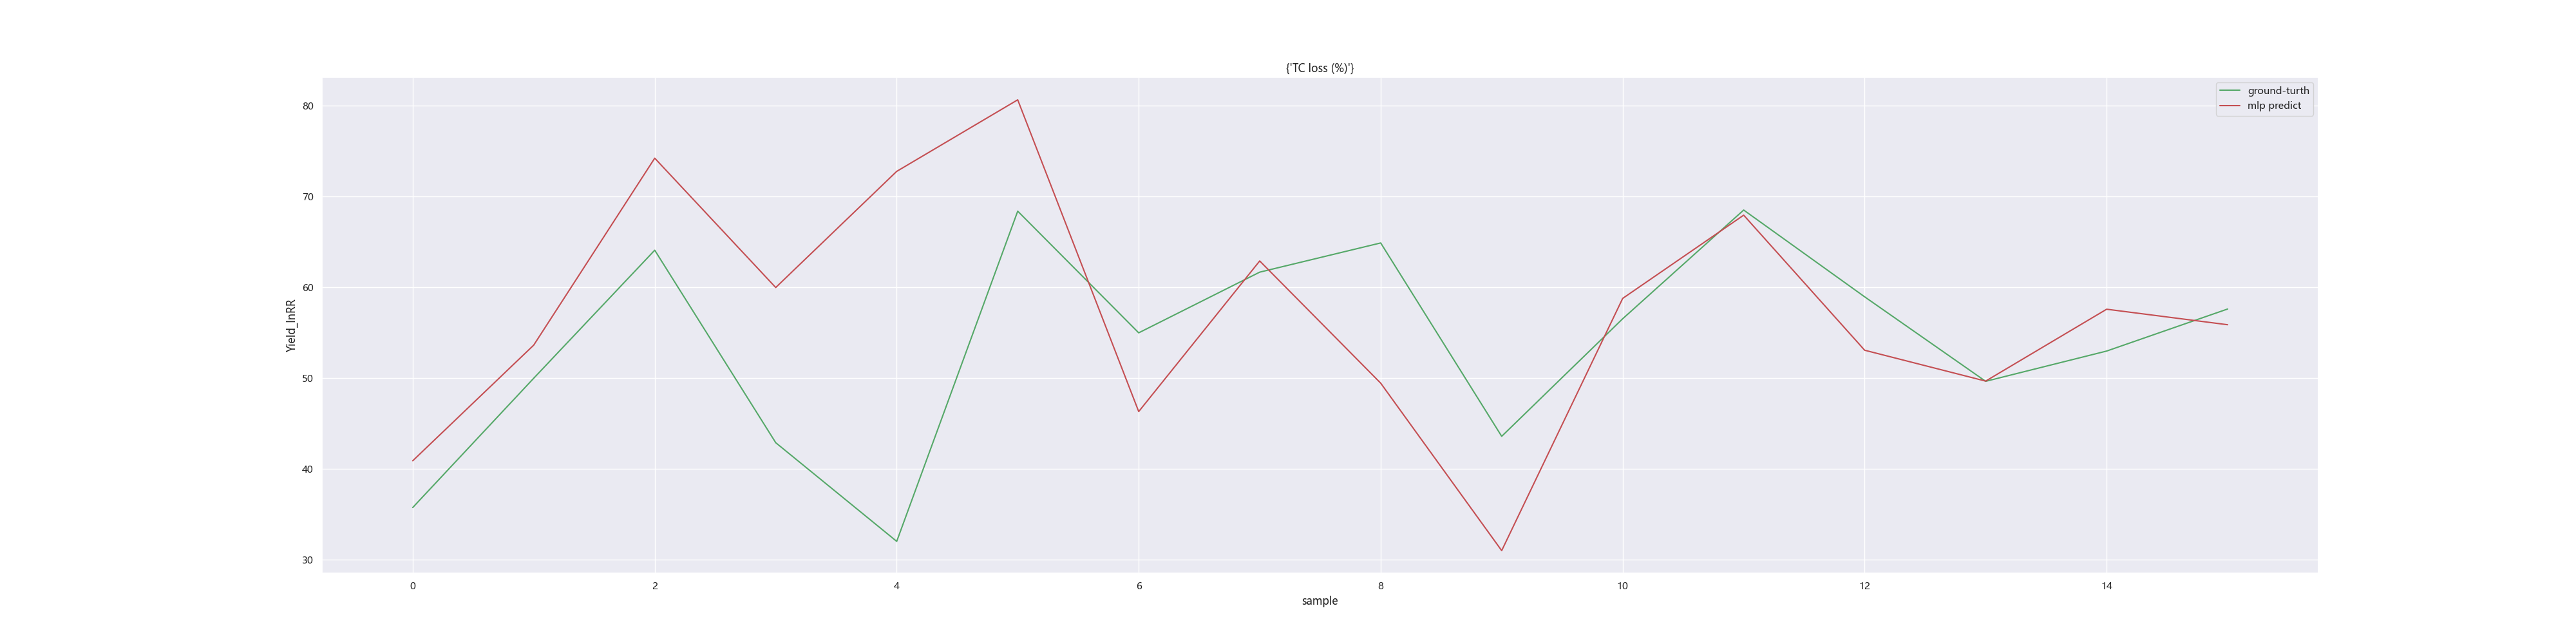 {'TC loss (%)'}
ground-turth
mlp predict
80
70
60
50
40
30
Yield_lnRR
0 2 4 6 8 10 12 14
sample